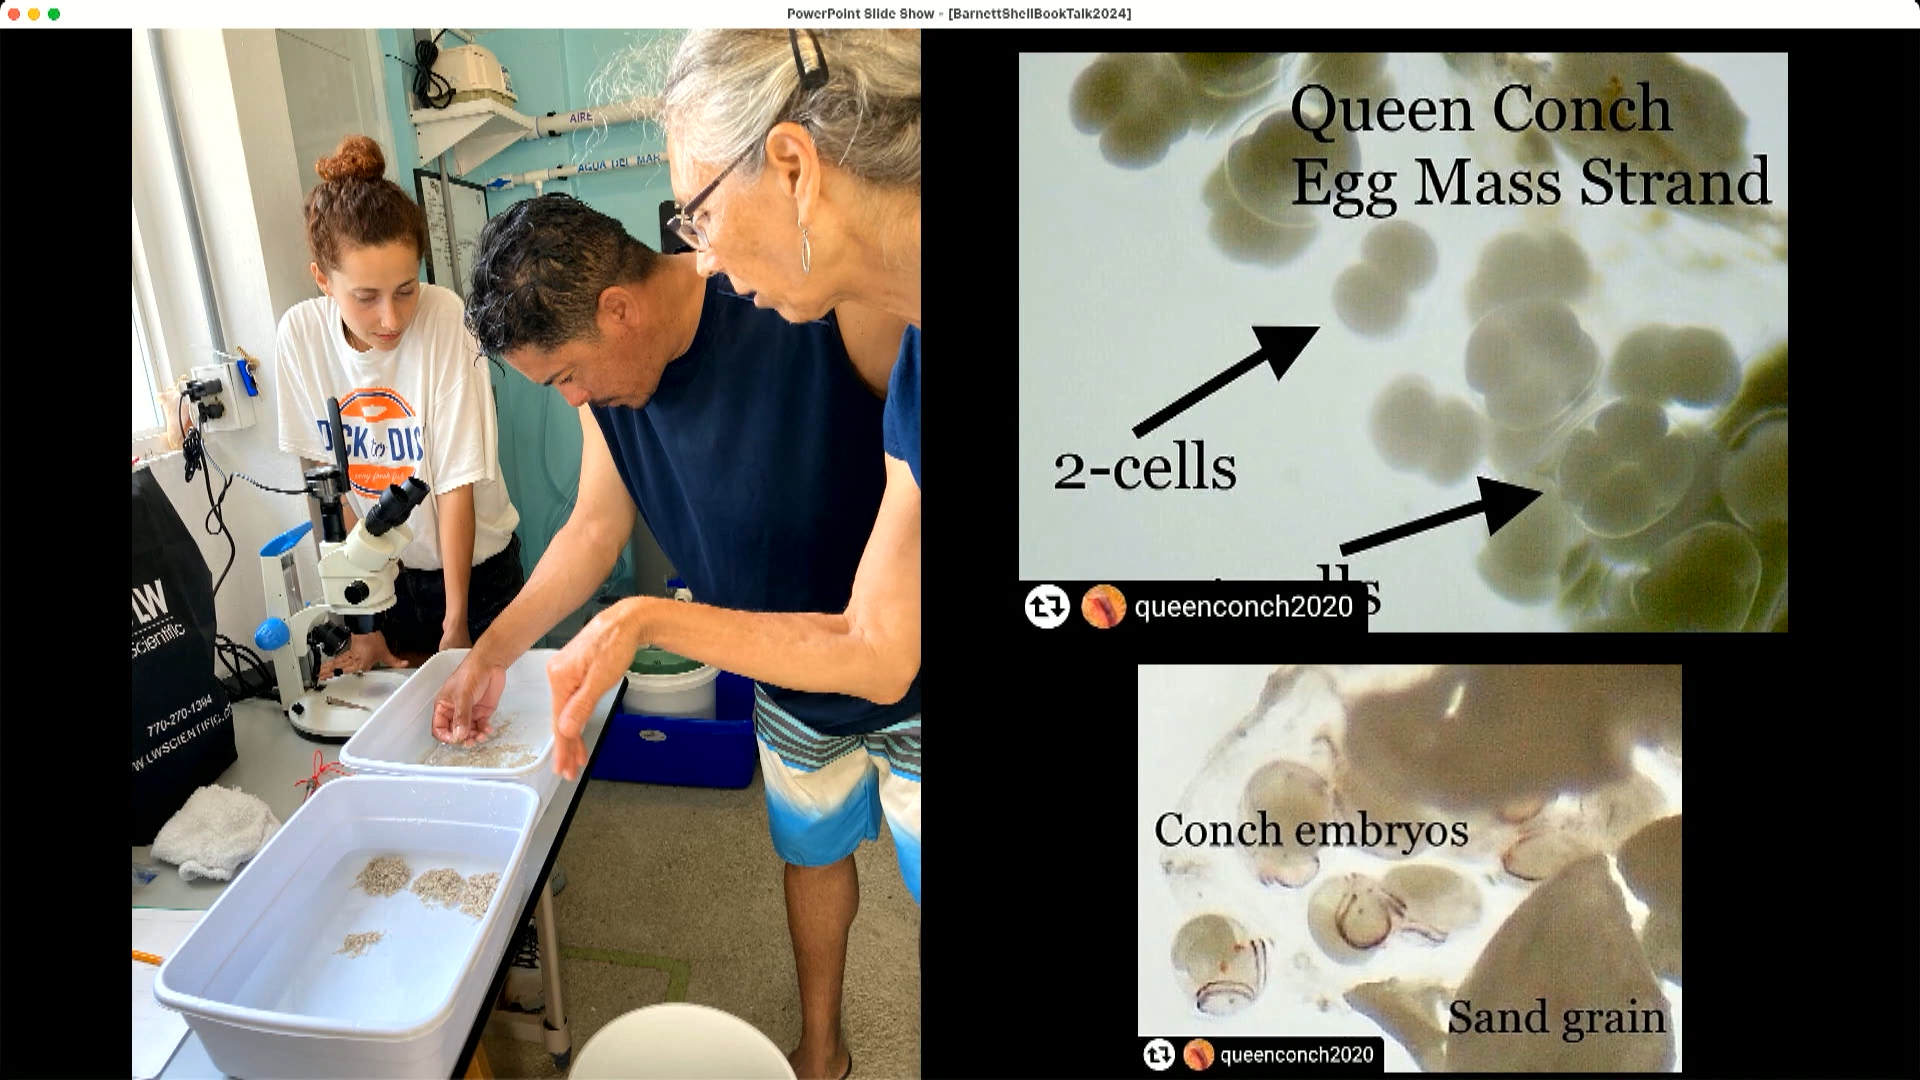 PowerPoint Slide Show - [BarnettShellBookTalk2024]
AIRE
AGUA DEL MAR
LW
Scientific
770-270-1394
WWW.LWSCIENTIFIC.C
Queen Conch
Egg Mass Strand
2-cells
queenconch2020
Conch embryos
Sand grain
queenconch2020